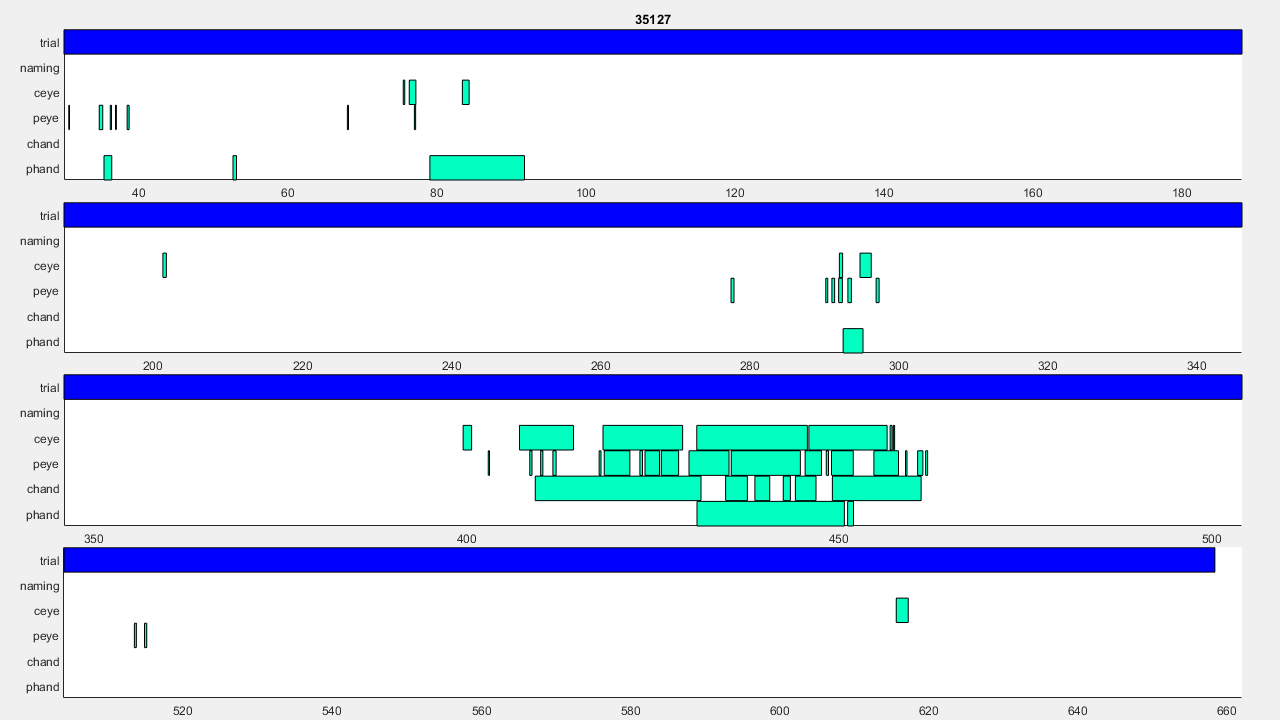 35127
trial
naming
ceye
peye
chand
phand
40 60 80 100 120 140 160 180
trial
naming
ceye
peye
chand
phand
200 220 240 260 280 300 320 340
trial
naming
ceye
peye
chand
phand
350 400 450 500
trial
naming
ceye
peye
chand
phand
520 540 560 580 600 620 640 660